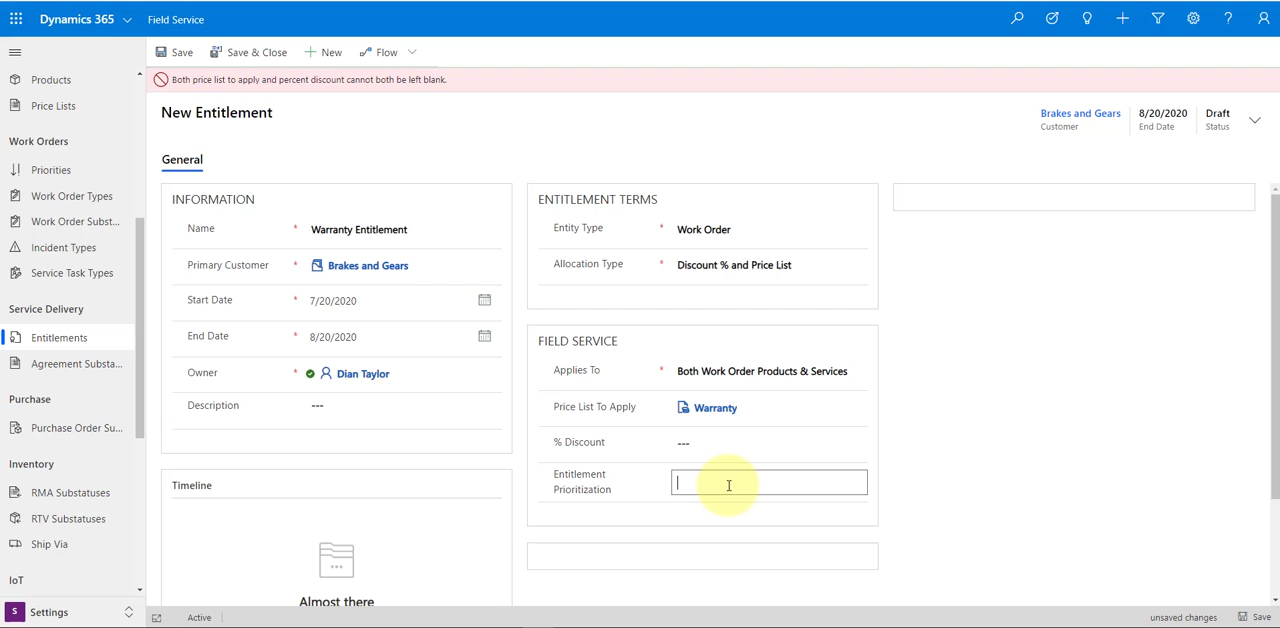 Dynamics 365
Field Service
Save
Save & Close
New
Flow
Both price list to apply and percent discount cannot both be left blank.
Products
Price Lists
Work Orders
Priorities
Work Order Types
Work Order Subst...
Incident Types
Service Task Types
Service Delivery
Entitlements
Agreement Substa...
Purchase
Purchase Order Su...
Inventory
RMA Substatuses
RTV Substatuses
Ship Via
IoT
S
Settings
New Entitlement
Brakes and Gears
Customer
8/20/2020
End Date
Draft
Status
General
INFORMATION
Name * Warranty Entitlement
Primary Customer * Brakes and Gears
Start Date * 7/20/2020
End Date * 8/20/2020
Owner * Dian Taylor
Description ---
Timeline
...
Almost there
ENTITLEMENT TERMS
Entity Type * Work Order
Allocation Type * Discount % and Price List
FIELD SERVICE
Applies To * Both Work Order Products & Services
Price List To Apply Warranty
% Discount ---
Entitlement
Prioritization
Active
unsaved changes
Save